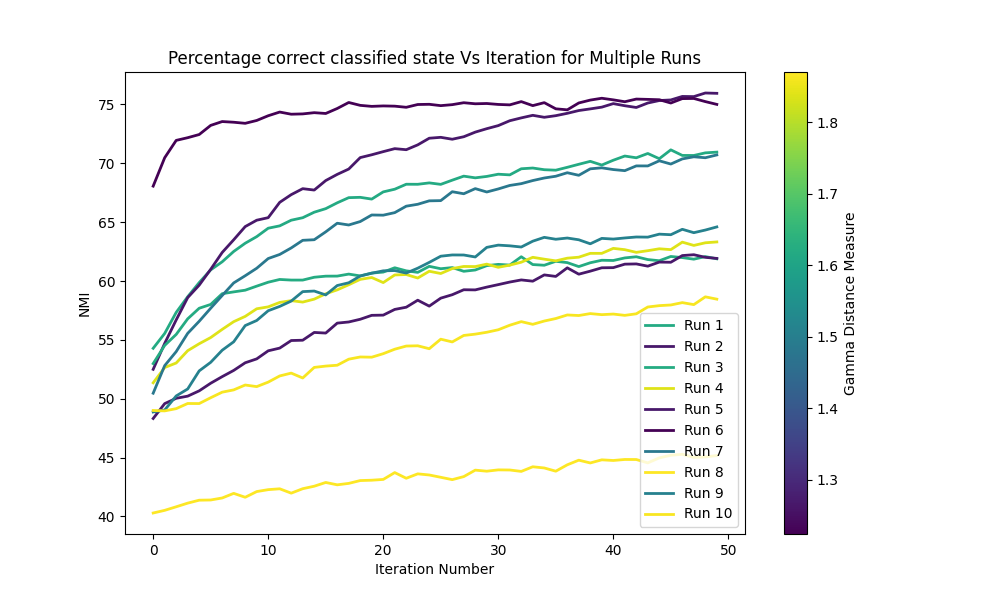 Percentage correct classified state Vs Iteration for Multiple Runs
NMI
75
70
65
60
55
50
45
40
0 10 20 30 40 50
Iteration Number
Run 1
Run 2
Run 3
Run 4
Run 5
Run 6
Run 7
Run 8
Run 9
Run 10
1.8
1.7
1.6
1.5
1.4
1.3
Gamma Distance Measure